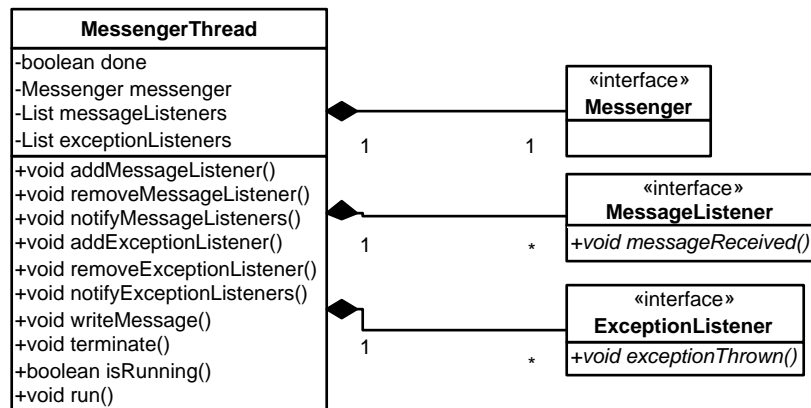 MessengerThread
-boolean done
-Messenger messenger
-List messageListeners
-List exceptionListeners
+void addMessageListener()
+void removeMessageListener()
+void notifyMessageListeners()
+void addExceptionListener()
+void removeExceptionListener()
+void notifyExceptionListeners()
+void writeMessage()
+void terminate()
+boolean isRunning()
+void run()
1
1
«interface»
Messenger
1
*
«interface»
MessageListener
+void messageReceived()
1
*
«interface»
ExceptionListener
+void exceptionThrown()